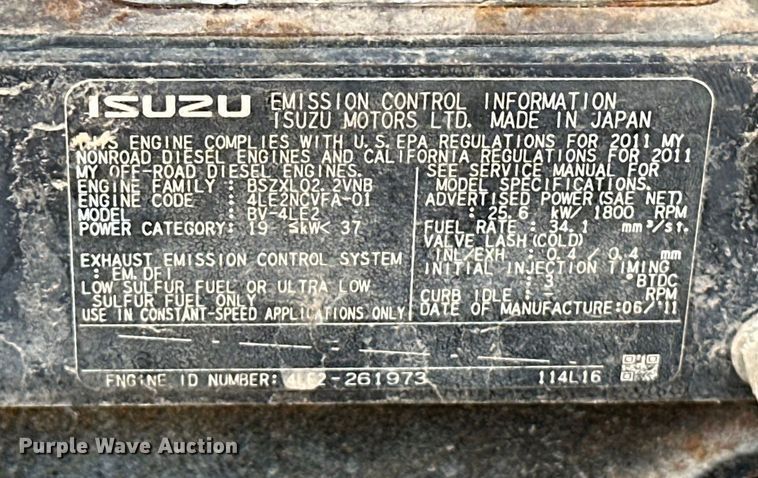 ISUZU EMISSION CONTROL INFORMATION
ISUZU MOTORS LTD. MADE IN JAPAN
THIS ENGINE COMPLIES WITH U.S. EPA REGULATIONS FOR 2011 MY
NONROAD DIESEL ENGINES AND CALIFORNIA REGULATIONS FOR 2011
MY OFF-ROAD DIESEL ENGINES.
ENGINE FAMILY : BSZXL02.2VNB
ENGINE CODE : 4LE2NCVFA-01
MODEL : BV-4LE2
POWER CATEGORY: 19 ≤kW< 37
EXHAUST EMISSION CONTROL SYSTEM
: EM, DFI
LOW SULFUR FUEL OR ULTRA LOW
SULFUR FUEL ONLY
USE IN CONSTANT-SPEED APPLICATIONS ONLY
SEE SERVICE MANUAL FOR
MODEL SPECIFICATIONS.
ADVERTISED POWER(SAE NET)
: 25.6 kW/ 1800 RPM
FUEL RATE : 34.1 mm³/st.
VALVE LASH(COLD)
INL/EXH : 0.4 / 0.4 mm
INITIAL INJECTION TIMING
: 3 °BTDC
CURB IDLE : - RPM
DATE OF MANUFACTURE:06/'11
ENGINE ID NUMBER: 4LE2-261973 114L16
Purple Wave Auction